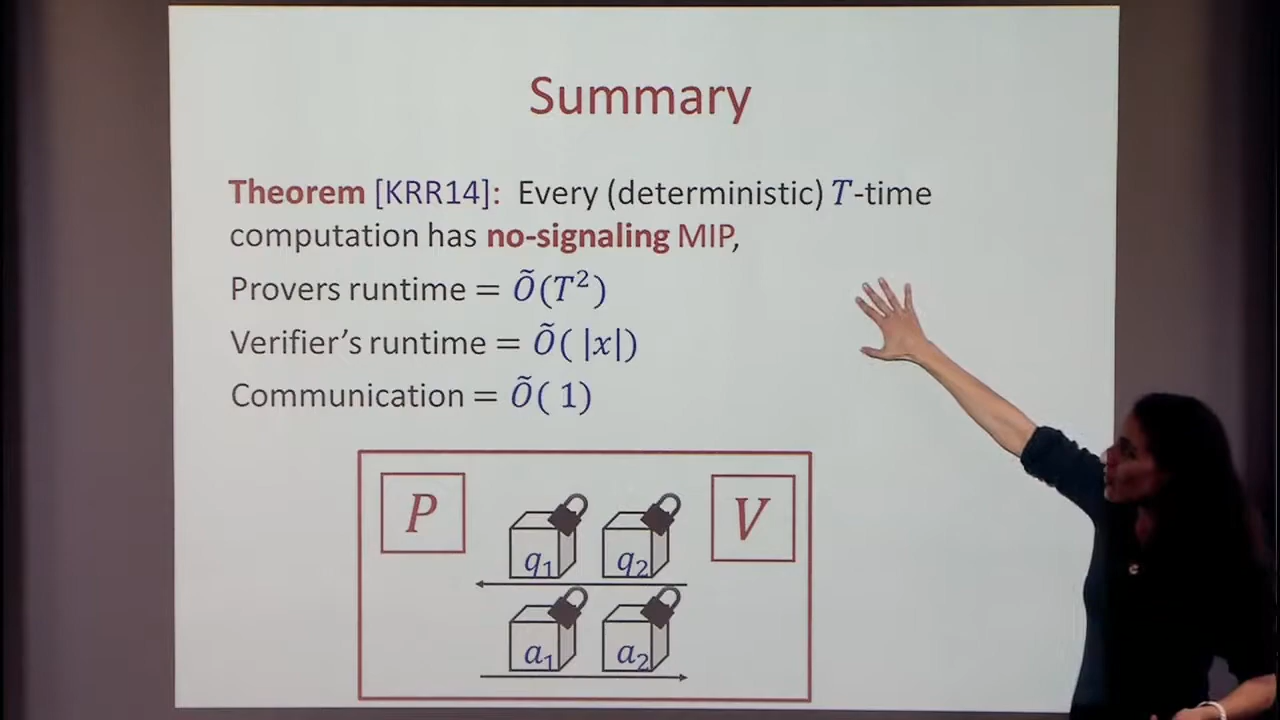 Summary
Theorem [KRR14]: Every (deterministic) T-time
computation has no-signaling MIP,
Provers runtime = Õ(T²)
Verifier's runtime = Õ( |x|)
Communication = Õ( 1)
P
V
q₁ q₂
a₁ a₂